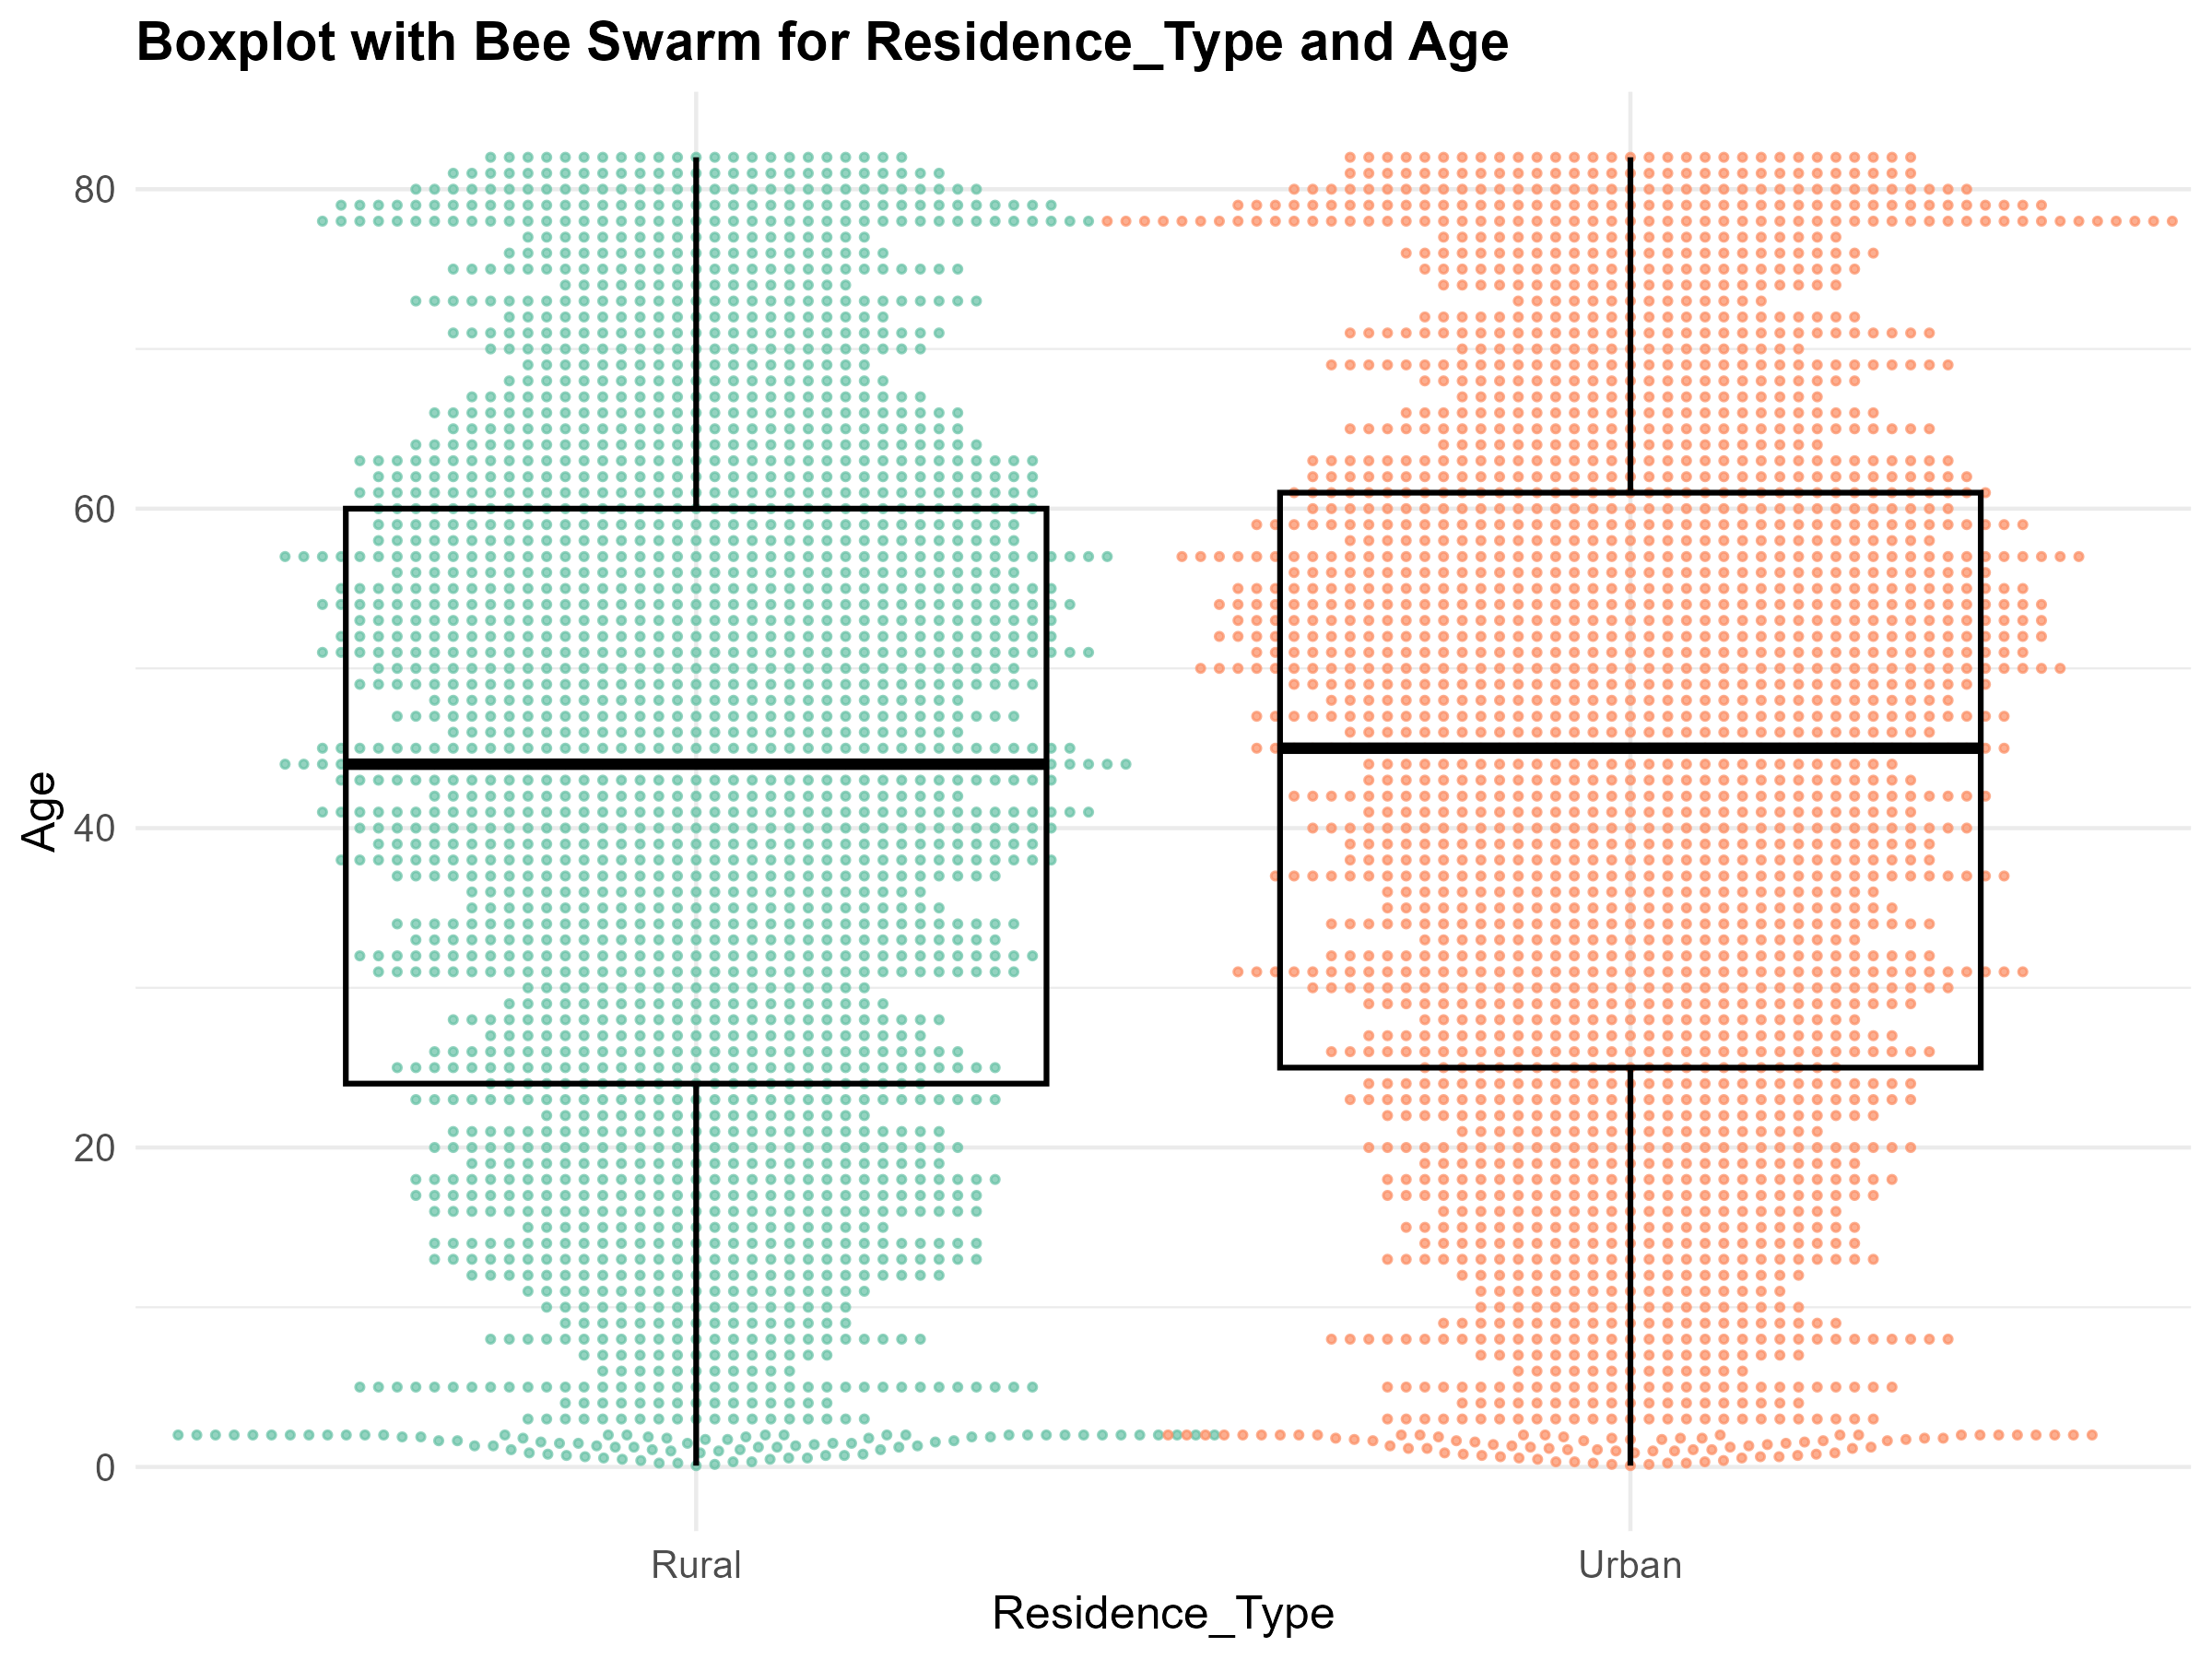 Boxplot with Bee Swarm for Residence_Type and Age
80
60
40
20
0
Age
Rural
Urban
Residence_Type